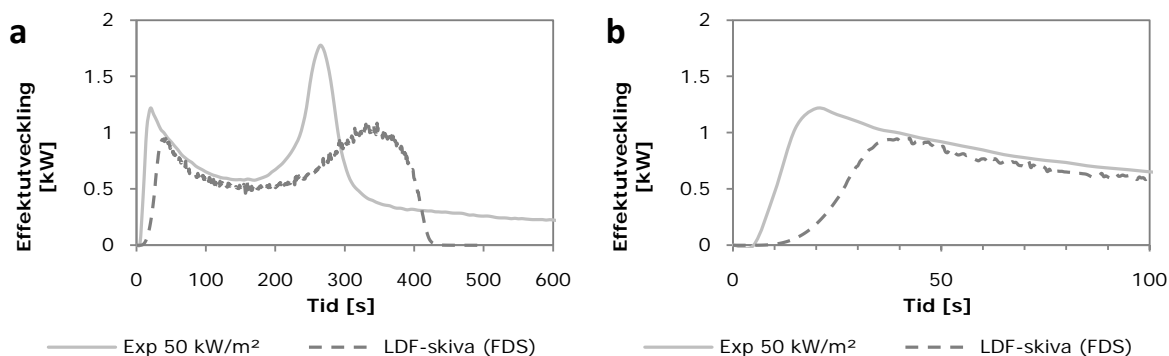 a
Effektutveckling
[kW]
2
1.5
1
0.5
0
0 100 200 300 400 500 600
Tid [s]
Exp 50 kW/m² LDF-skiva (FDS)
b
Effektutveckling
[kW]
2
1.5
1
0.5
0
0 50 100
Tid [s]
Exp 50 kW/m² LDF-skiva (FDS)